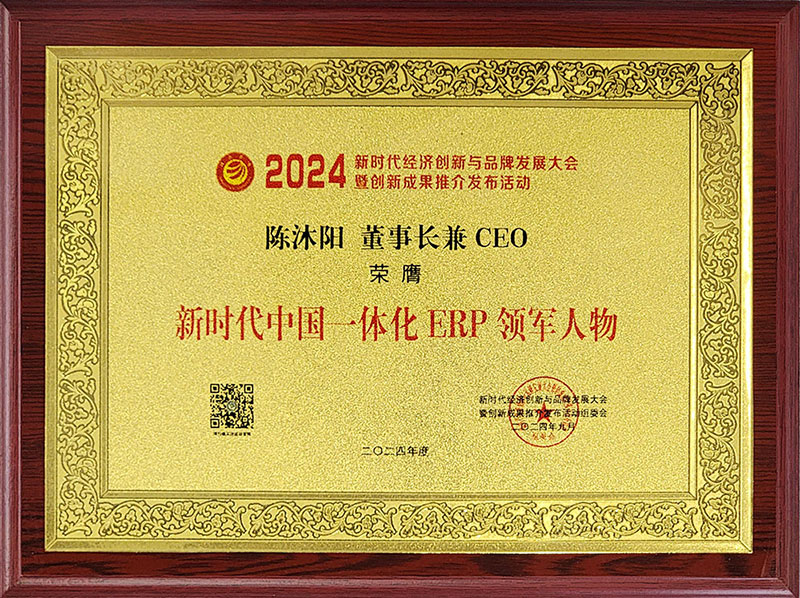 2024 新时代经济创新与品牌发展大会
暨创新成果推介发布活动
陈沐阳 董事长兼CEO
荣膺
新时代中国一体化ERP领军人物
新时代经济创新与品牌发展大会
暨创新成果推介发布活动组委会
二〇二四年九月
二〇二四年度